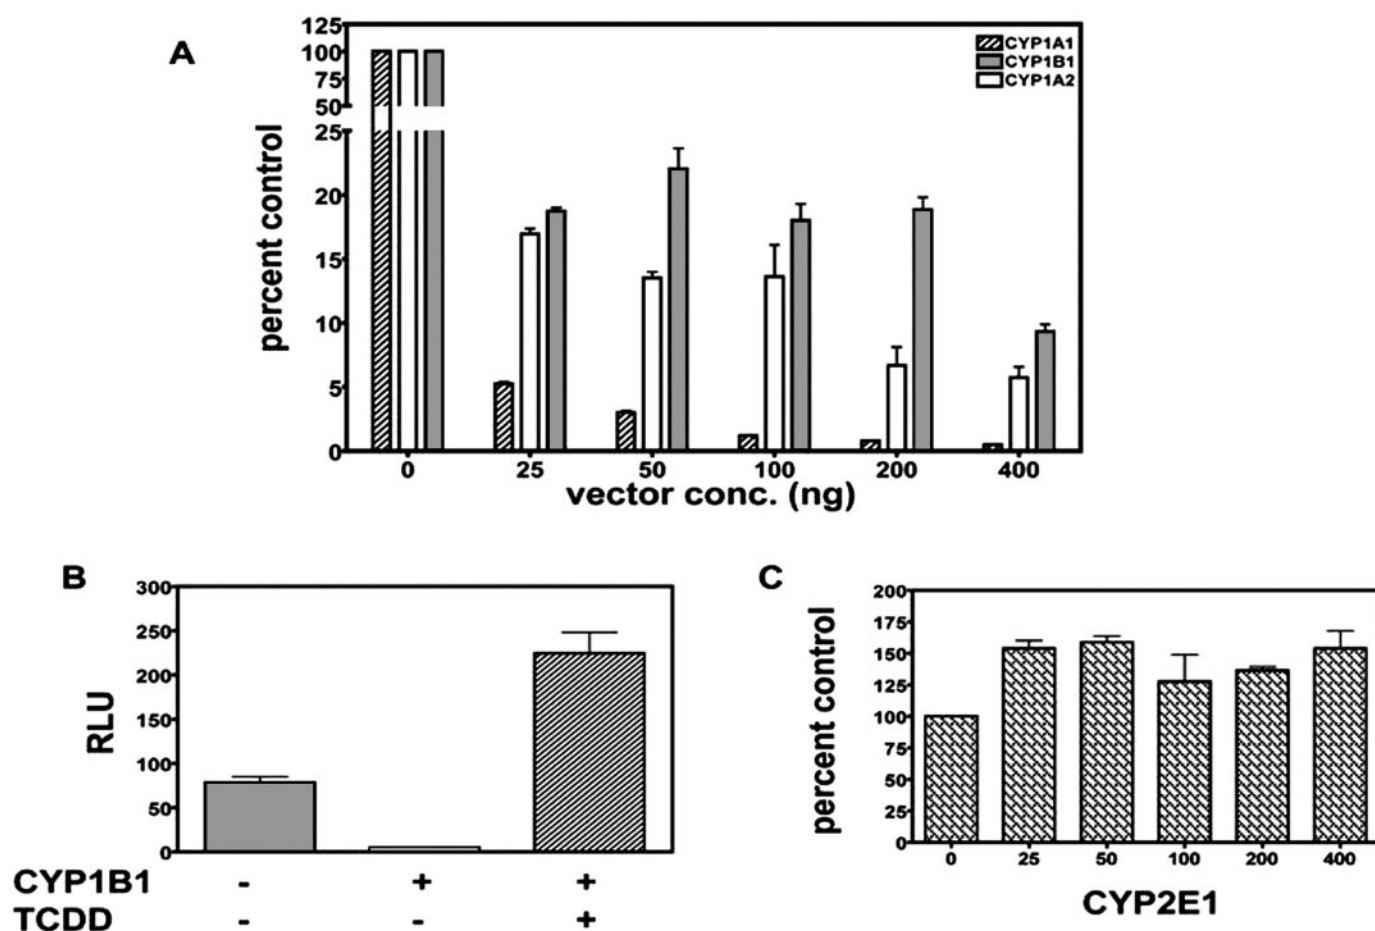 A
percent control
125
100
75
50
25
20
15
10
5
0
CYP1A1
CYP1B1
CYP1A2
0 25 50 100 200 400
vector conc. (ng)
B
RLU
300
250
200
150
100
50
0
CYP1B1 - + +
TCDD - - +
C
percent control
200
175
150
125
100
75
50
25
0
0 25 50 100 200 400
CYP2E1